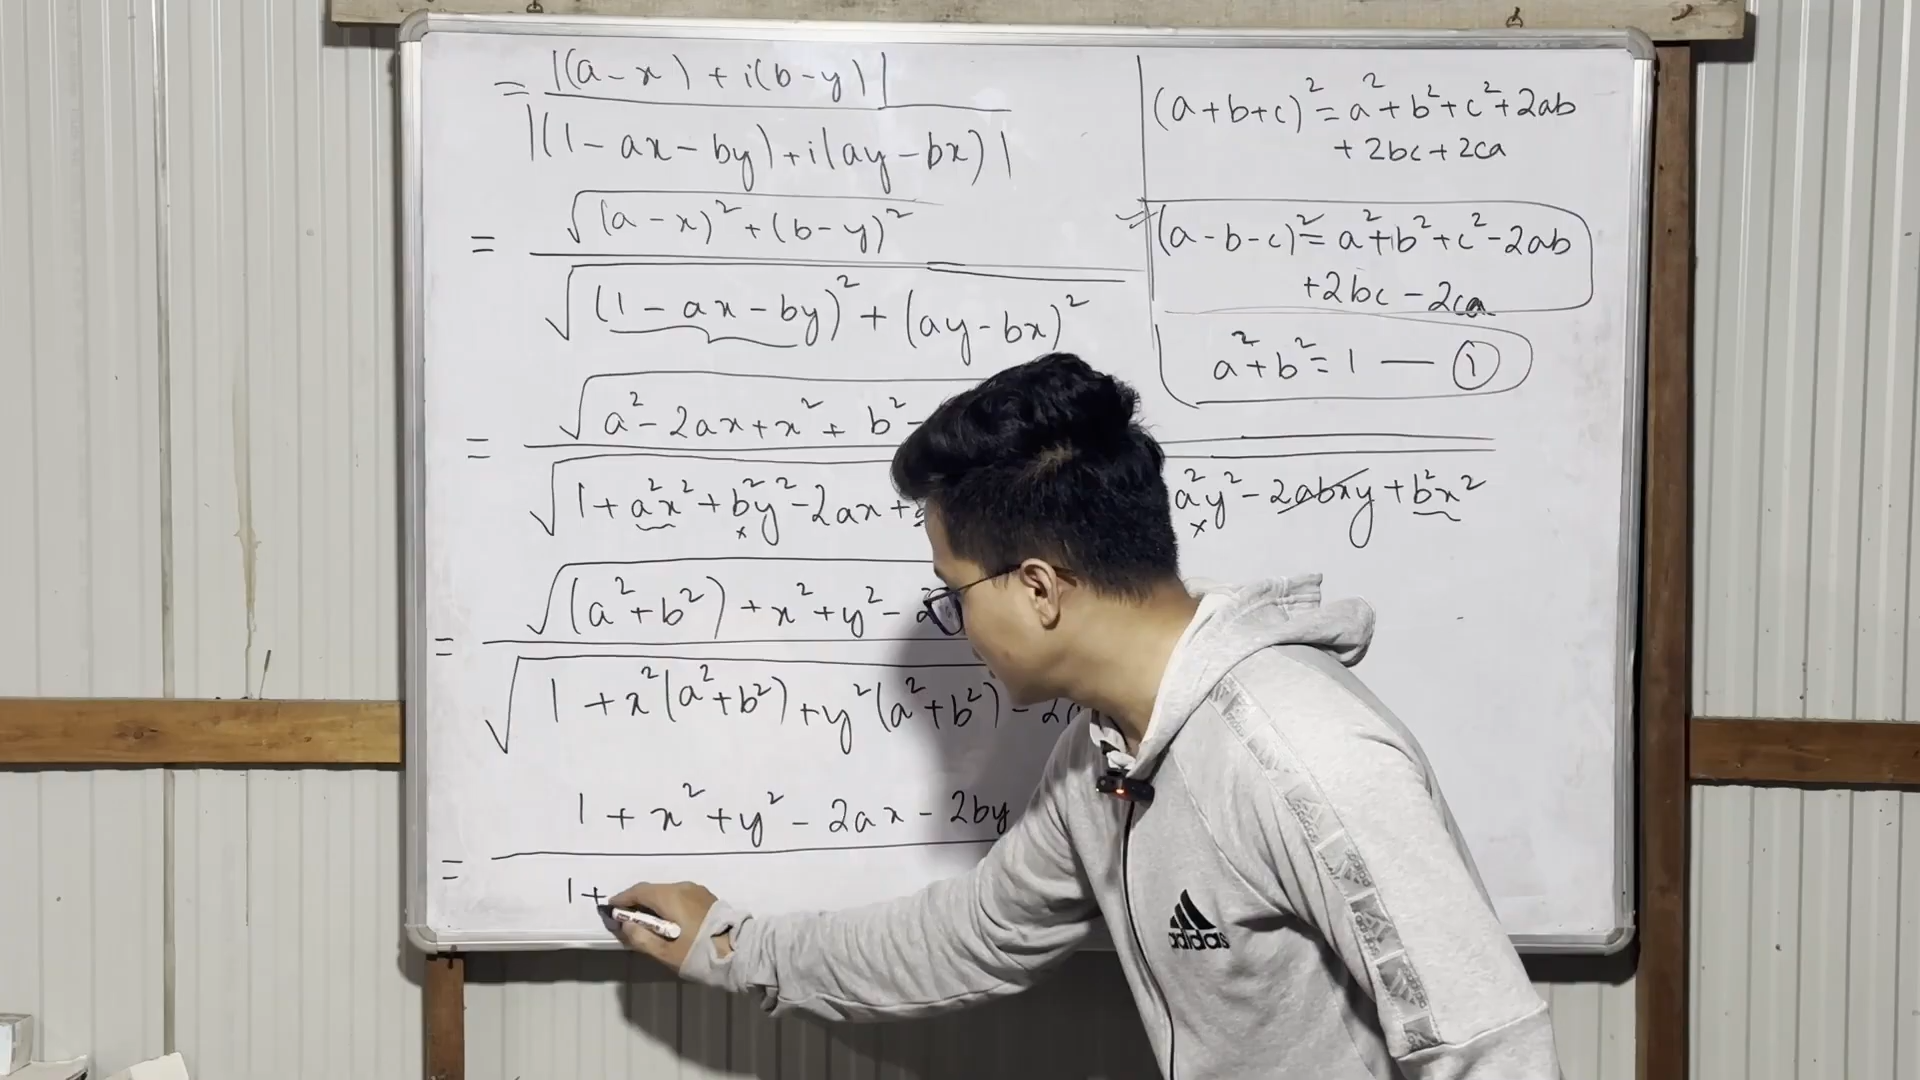 = |(a-x) + i(b-y)|
|(1-ax-by)+i(ay-bx)|
= √(a-x)²+(b-y)²
√(1-ax-by)²+(ay-bx)²
= √a²-2ax+x²+b²-
√1+a²x²+b²y²-2ax+
a²y²-2abxy+b²x²
= √(a²+b²)+x²+y²-2
√1+x²(a²+b²)+y²(a²+b²)-2
1+x²+y²-2ax-2by
=
1+
(a+b+c)²=a²+b²+c²+2ab
+2bc+2ca
(a-b-c)²=a²+b²+c²-2ab
+2bc-2ca
a²+b²=1 — ①
adidas